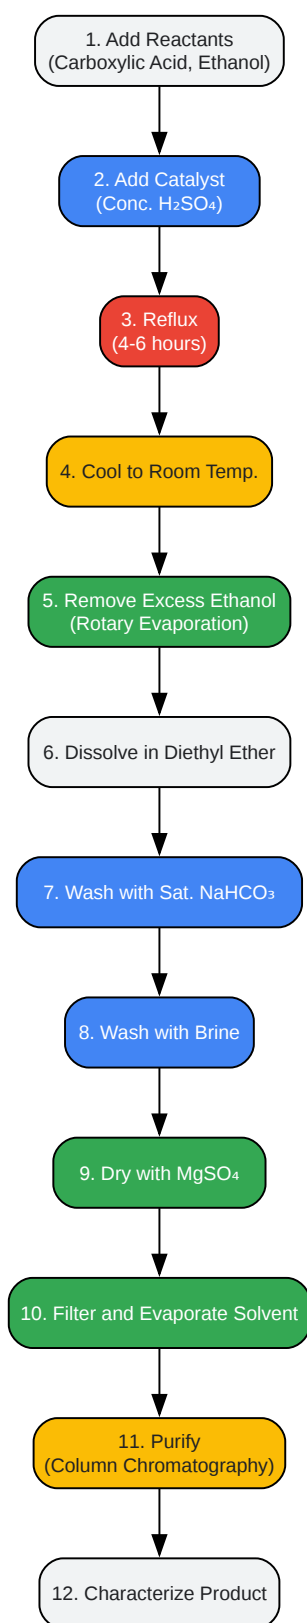 1. Add Reactants
(Carboxylic Acid, Ethanol)
2. Add Catalyst
(Conc. H₂SO₄)
3. Reflux
(4-6 hours)
4. Cool to Room Temp.
5. Remove Excess Ethanol
(Rotary Evaporation)
6. Dissolve in Diethyl Ether
7. Wash with Sat. NaHCO₃
8. Wash with Brine
9. Dry with MgSO₄
10. Filter and Evaporate Solvent
11. Purify
(Column Chromatography)
12. Characterize Product